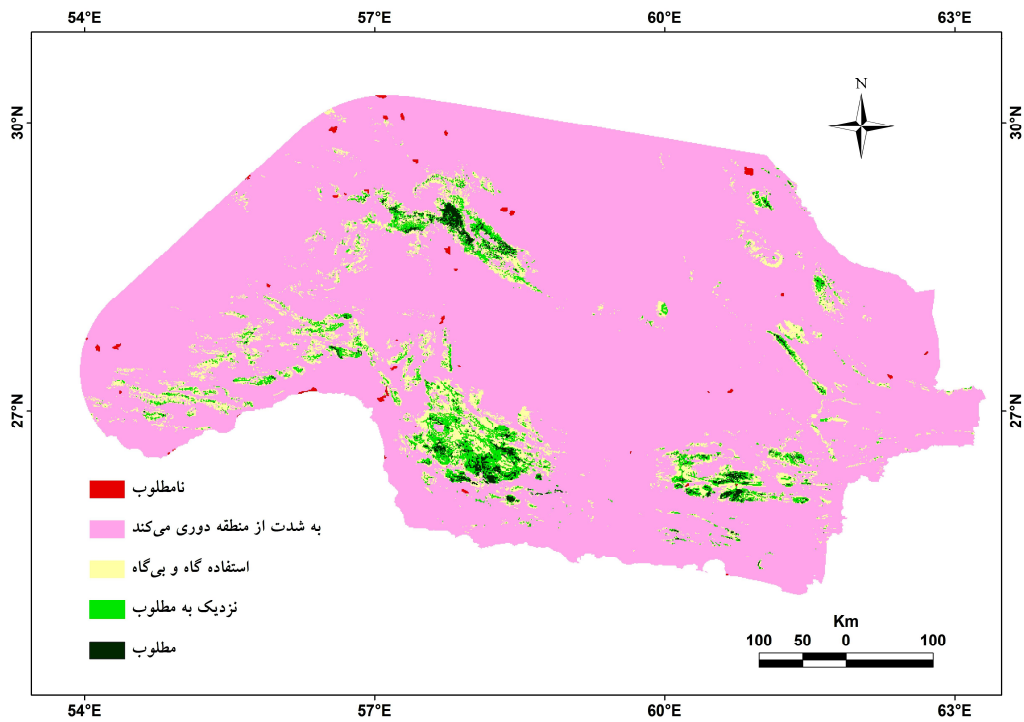 54°E 57°E 60°E 63°E
N
30°N 30°N
27°N 27°N
نامطلوب
به شدت از منطقه دوری می‌کند
استفاده گاه و بی‌گاه
نزدیک به مطلوب
مطلوب
Km
100 50 0 100
54°E 57°E 60°E 63°E